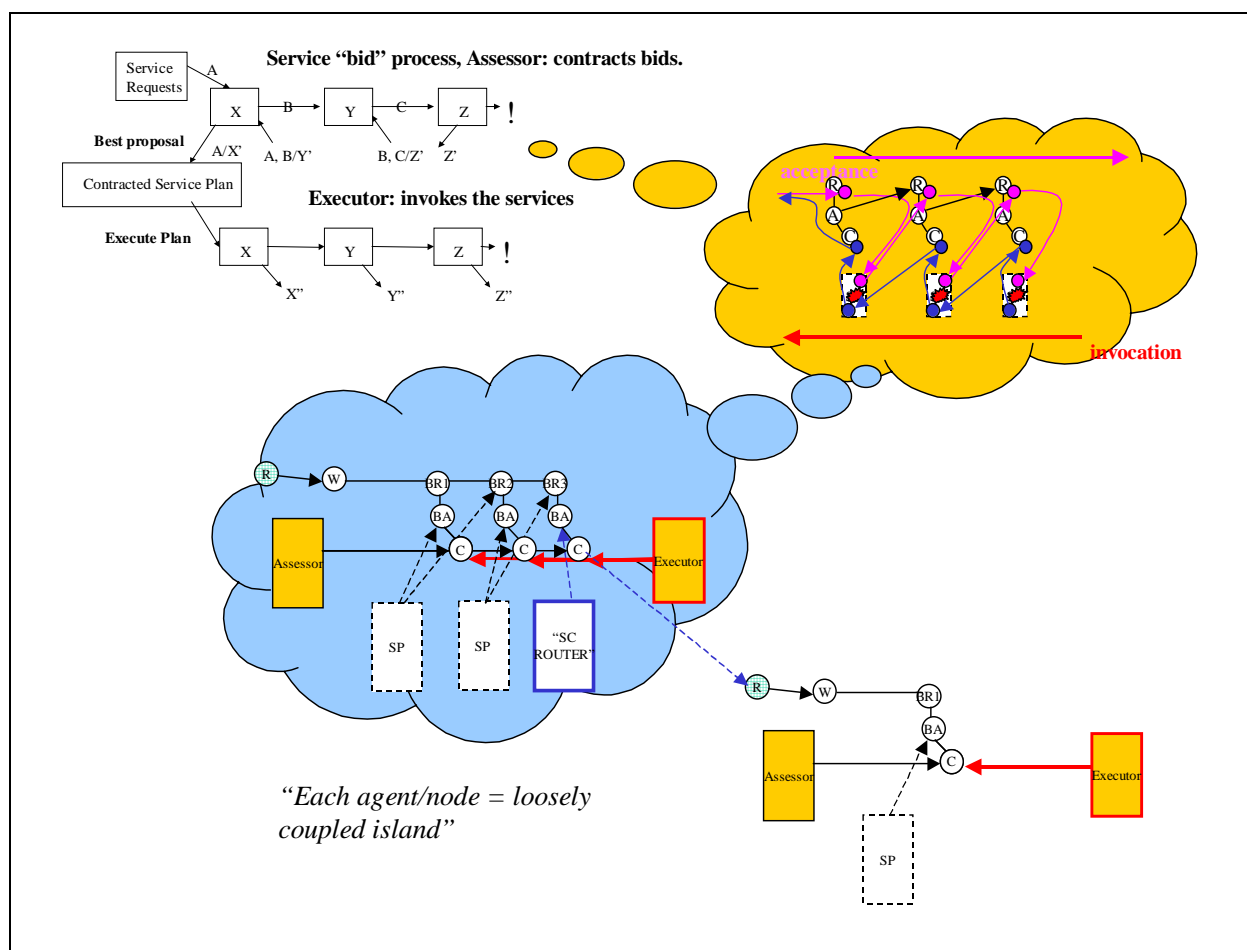 Service “bid” process, Assessor: contracts bids.
Service
Requests
A
X
B
Y
C
Z
!
Best proposal
A/X’
A, B/Y’
B, C/Z’
Z’
Contracted Service Plan
Executor: invokes the services
Execute Plan
X
Y
Z
!
X”
Y”
Z”
acceptance
R
R
R
A
A
A
C
C
C
invocation
R
W
BR1
BR2
BR3
BA
BA
BA
C
C
C
Assessor
Executor
SP
SP
“SC
ROUTER”
R
W
BR1
BA
C
Assessor
Executor
SP
“Each agent/node = loosely
coupled island”